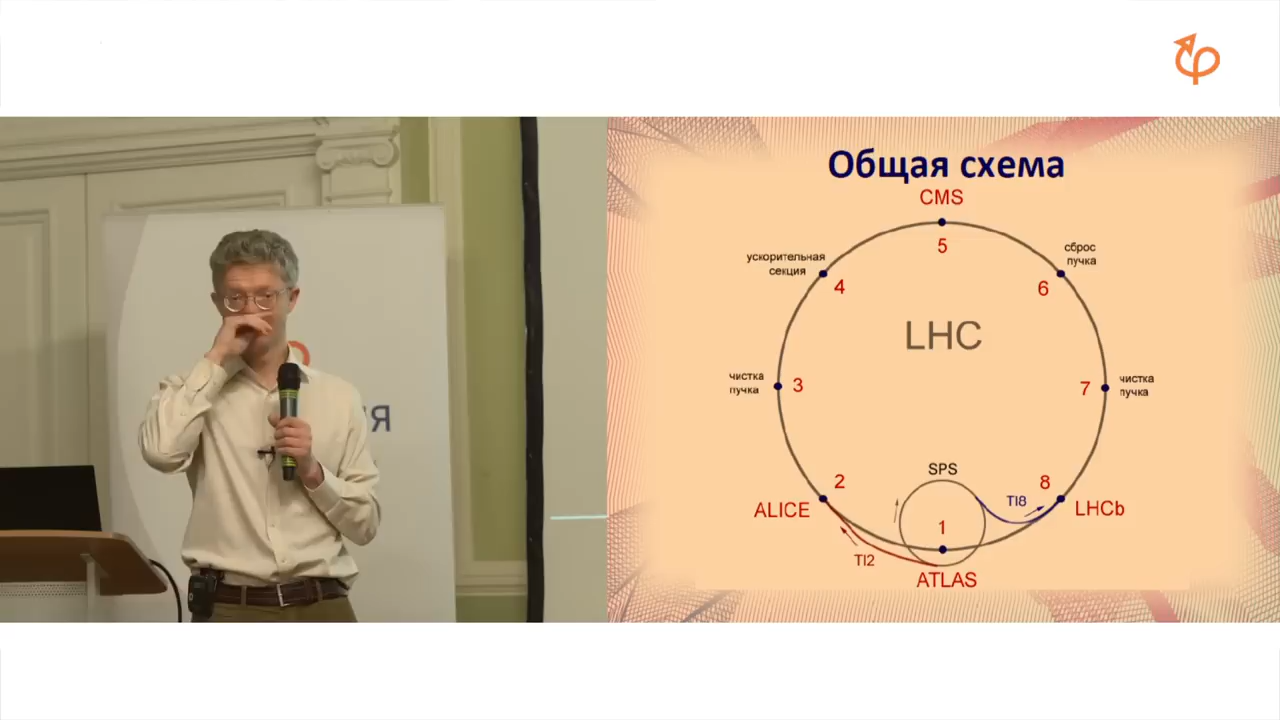 Я
Общая схема
CMS
5
ускорительная
секция
4
сброс
пучка
6
LHC
чистка
пучка
3
7
чистка
пучка
SPS
2
8
ALICE
TI8
LHCb
1
TI2
ATLAS